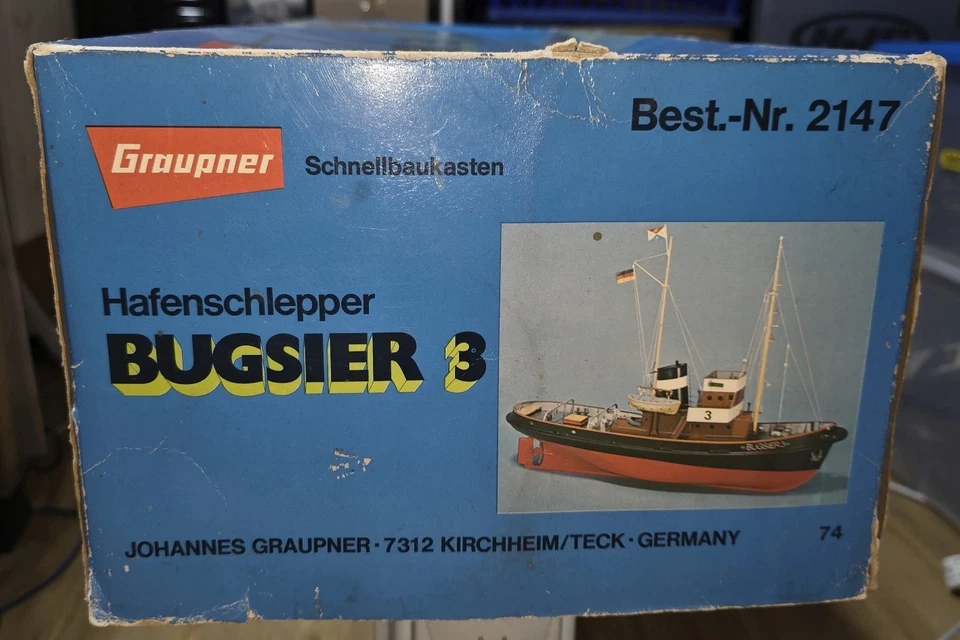 Best.-Nr. 2147
Graupner
Schnellbaukasten
Hafenschlepper
BUGSIER 3
3
JOHANNES GRAUPNER · 7312 KIRCHHEIM/TECK · GERMANY
74